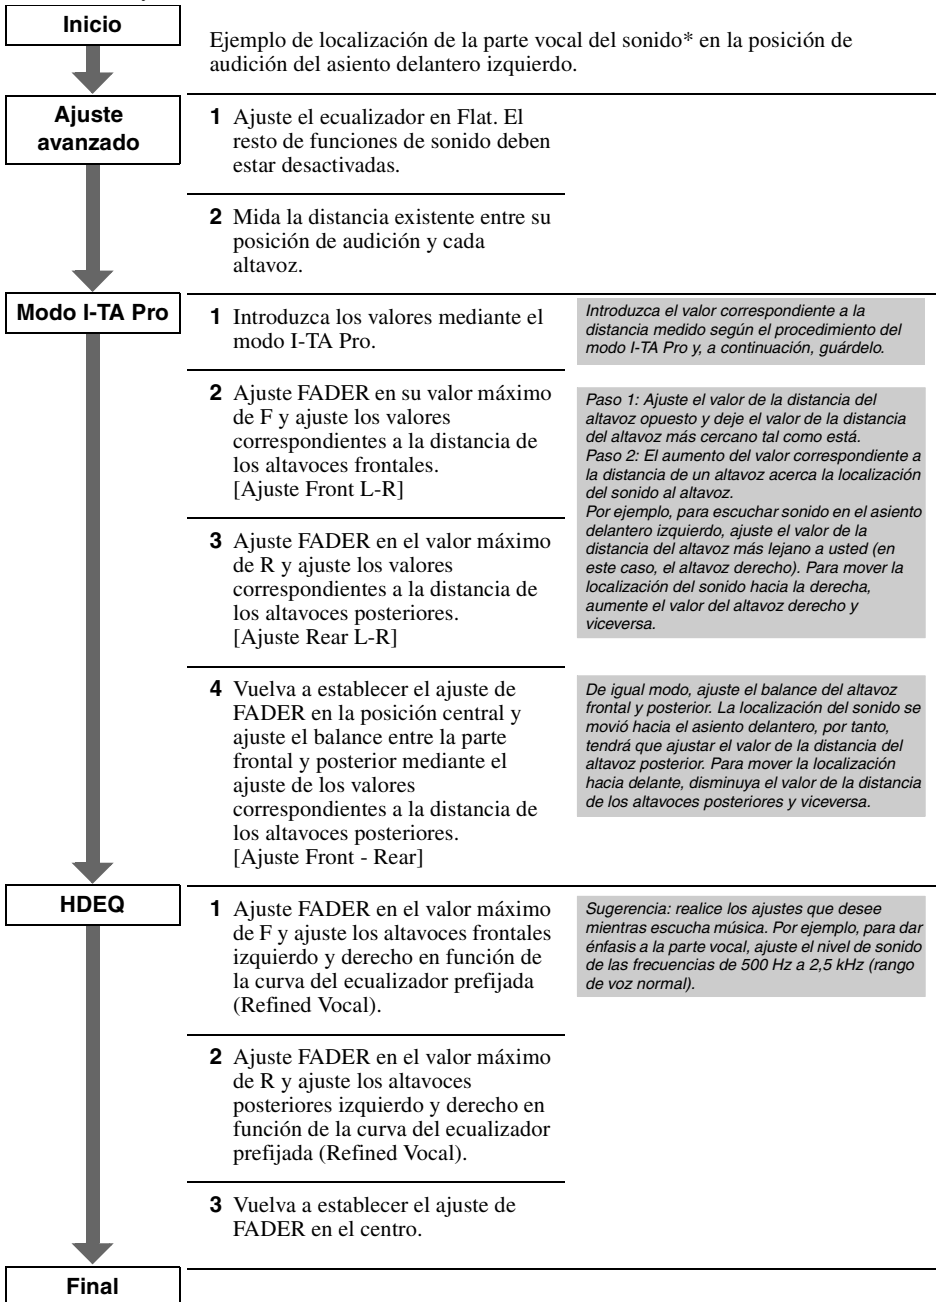 Inicio
Ejemplo de localización de la parte vocal del sonido* en la posición de
audición del asiento delantero izquierdo.
Ajuste
avanzado
1 Ajuste el ecualizador en Flat. El
resto de funciones de sonido deben
estar desactivadas.
2 Mida la distancia existente entre su
posición de audición y cada
altavoz.
Modo I-TA Pro
1 Introduzca los valores mediante el
modo I-TA Pro.
Introduzca el valor correspondiente a la
distancia medido según el procedimiento del
modo I-TA Pro y, a continuación, guárdelo.
2 Ajuste FADER en su valor máximo
de F y ajuste los valores
correspondientes a la distancia de
los altavoces frontales.
[Ajuste Front L-R]
Paso 1: Ajuste el valor de la distancia del
altavoz opuesto y deje el valor de la distancia
del altavoz más cercano tal como está.
Paso 2: El aumento del valor correspondiente a
la distancia de un altavoz acerca la localización
del sonido al altavoz.
Por ejemplo, para escuchar sonido en el asiento
delantero izquierdo, ajuste el valor de la
distancia del altavoz más lejano a usted (en
este caso, el altavoz derecho). Para mover la
localización del sonido hacia la derecha,
aumente el valor del altavoz derecho y
viceversa.
3 Ajuste FADER en el valor máximo
de R y ajuste los valores
correspondientes a la distancia de
los altavoces posteriores.
[Ajuste Rear L-R]
4 Vuelva a establecer el ajuste de
FADER en la posición central y
ajuste el balance entre la parte
frontal y posterior mediante el
ajuste de los valores
correspondientes a la distancia de
los altavoces posteriores.
[Ajuste Front - Rear]
De igual modo, ajuste el balance del altavoz
frontal y posterior. La localización del sonido se
movió hacia el asiento delantero, por tanto,
tendrá que ajustar el valor de la distancia del
altavoz posterior. Para mover la localización
hacia delante, disminuya el valor de la distancia
de los altavoces posteriores y viceversa.
HDEQ
1 Ajuste FADER en el valor máximo
de F y ajuste los altavoces frontales
izquierdo y derecho en función de
la curva del ecualizador prefijada
(Refined Vocal).
Sugerencia: realice los ajustes que desee
mientras escucha música. Por ejemplo, para dar
énfasis a la parte vocal, ajuste el nivel de sonido
de las frecuencias de 500 Hz a 2,5 kHz (rango
de voz normal).
2 Ajuste FADER en el valor máximo
de R y ajuste los altavoces
posteriores izquierdo y derecho en
función de la curva del ecualizador
prefijada (Refined Vocal).
3 Vuelva a establecer el ajuste de
FADER en el centro.
Final